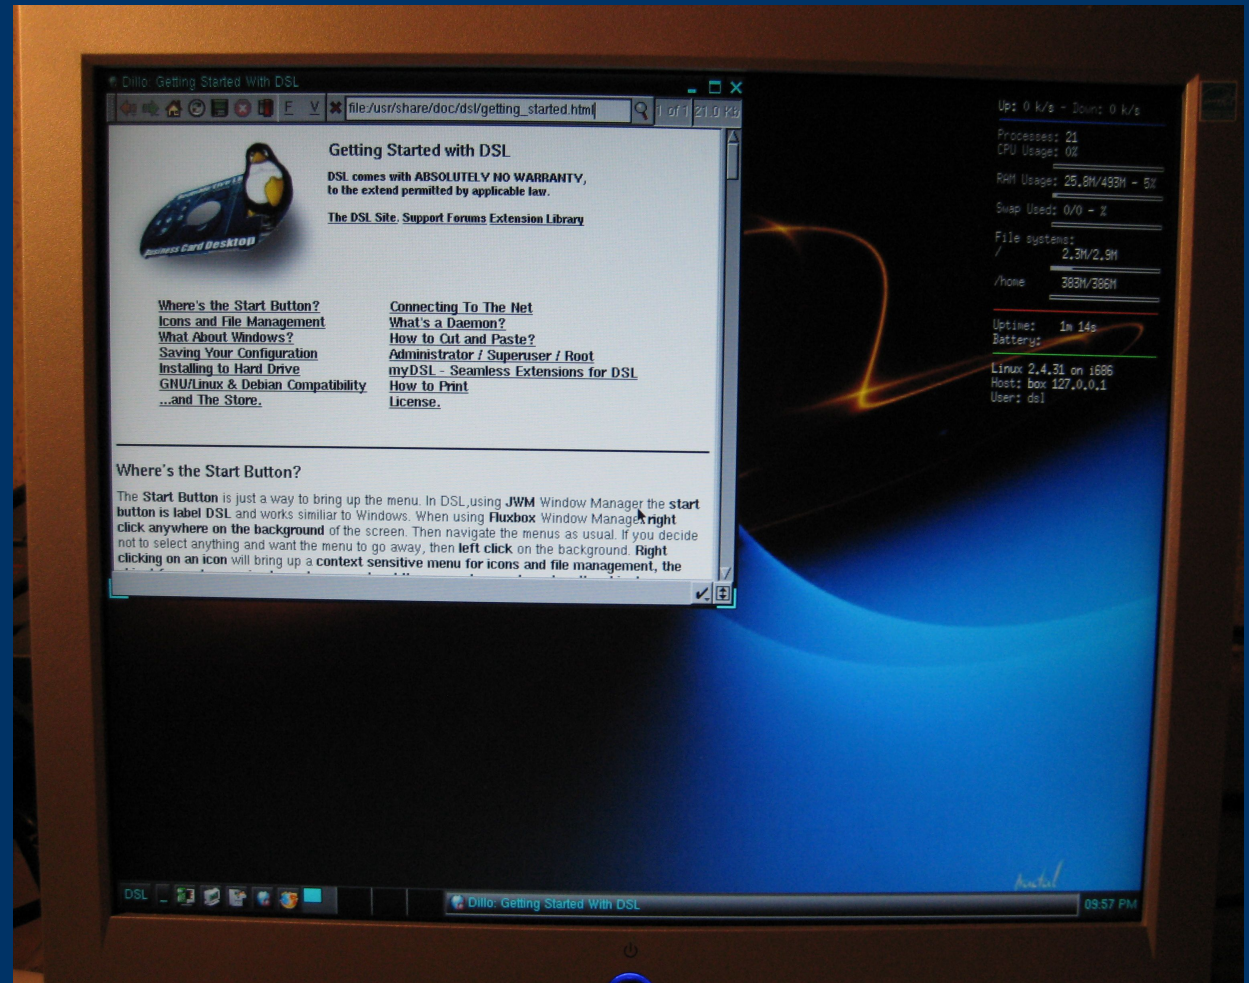 Dillo: Getting Started With DSL
F V
file:/usr/share/doc/dsl/getting_started.html
1 of 1 21.0 Kb
Business Card Desktop
Getting Started with DSL
DSL comes with ABSOLUTELY NO WARRANTY,
to the extend permitted by applicable law.
The DSL Site. Support Forums Extension Library
Where's the Start Button?
Icons and File Management
What About Windows?
Saving Your Configuration
Installing to Hard Drive
GNU/Linux & Debian Compatibility
...and The Store.
Connecting To The Net
What's a Daemon?
How to Cut and Paste?
Administrator / Superuser / Root
myDSL - Seamless Extensions for DSL
How to Print
License.
Where's the Start Button?
The Start Button is just a way to bring up the menu. In DSL,using JWM Window Manager the start
button is label DSL and works similiar to Windows. When using Fluxbox Window Manager right
click anywhere on the background of the screen. Then navigate the menus as usual. If you decide
not to select anything and want the menu to go away, then left click on the background. Right
clicking on an icon will bring up a context sensitive menu for icons and file management, the
Up: 0 k/s - Down: 0 k/s
Processes: 21
CPU Usage: 0%
RAM Usage: 25.8M/493M - 5%
Swap Used: 0/0 - %
File systems:
/ 2.3M/2.9M
/home 383M/386M
Uptime: 1m 14s
Battery:
Linux 2.4.31 on i686
Host: box 127.0.0.1
User: dsl
DSL
Dillo: Getting Started With DSL
09:57 PM